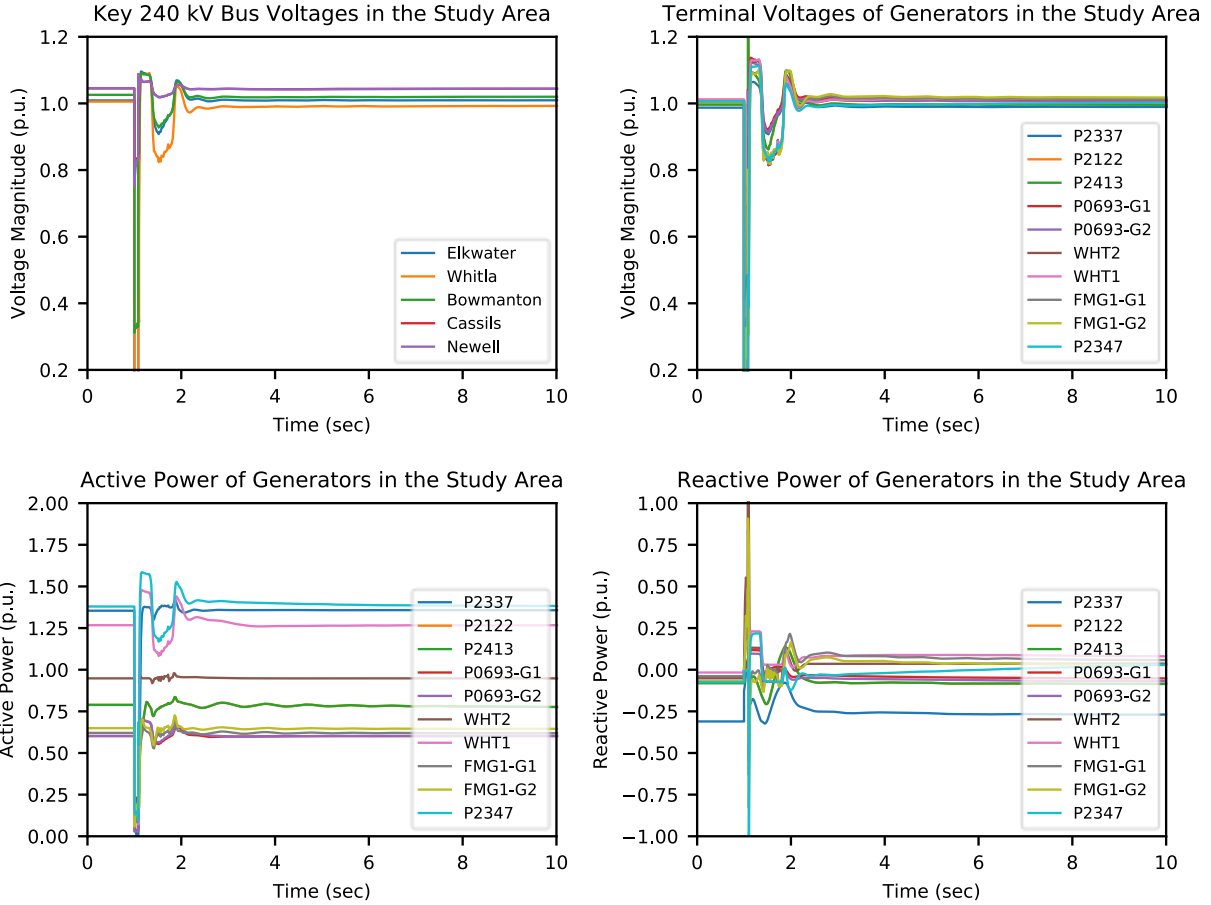 Key 240 kV Bus Voltages in the Study Area
1.2
1.0
0.8
0.6
0.4
0.2
Voltage Magnitude (p.u.)
Elkwater
Whitla
Bowmanton
Cassils
Newell
0
2
4
6
8
10
Time (sec)
Terminal Voltages of Generators in the Study Area
1.2
1.0
0.8
0.6
0.4
0.2
Voltage Magnitude (p.u.)
P2337
P2122
P2413
P0693-G1
P0693-G2
WHT2
WHT1
FMG1-G1
FMG1-G2
P2347
0
2
4
6
8
10
Time (sec)
Active Power of Generators in the Study Area
2.00
1.75
1.50
1.25
1.00
0.75
0.50
0.25
0.00
Active Power (p.u.)
P2337
P2122
P2413
P0693-G1
P0693-G2
WHT2
WHT1
FMG1-G1
FMG1-G2
P2347
0
2
4
6
8
10
Time (sec)
Reactive Power of Generators in the Study Area
1.00
0.75
0.50
0.25
0.00
−0.25
−0.50
−0.75
−1.00
Reactive Power (p.u.)
P2337
P2122
P2413
P0693-G1
P0693-G2
WHT2
WHT1
FMG1-G1
FMG1-G2
P2347
0
2
4
6
8
10
Time (sec)